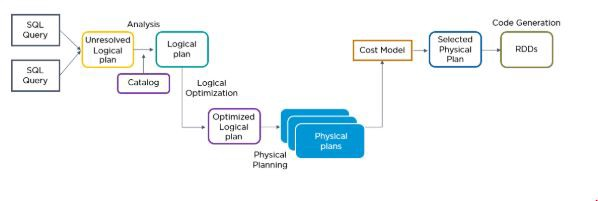 SQL
Query
SQL
Query
Unresolved
Logical
plan
Analysis
Catalog
Logical
plan
Logical
Optimization
Optimized
Logical
plan
Physical
Planning
Physical
plans
Cost Model
Selected
Physical
Plan
Code Generation
RDDs